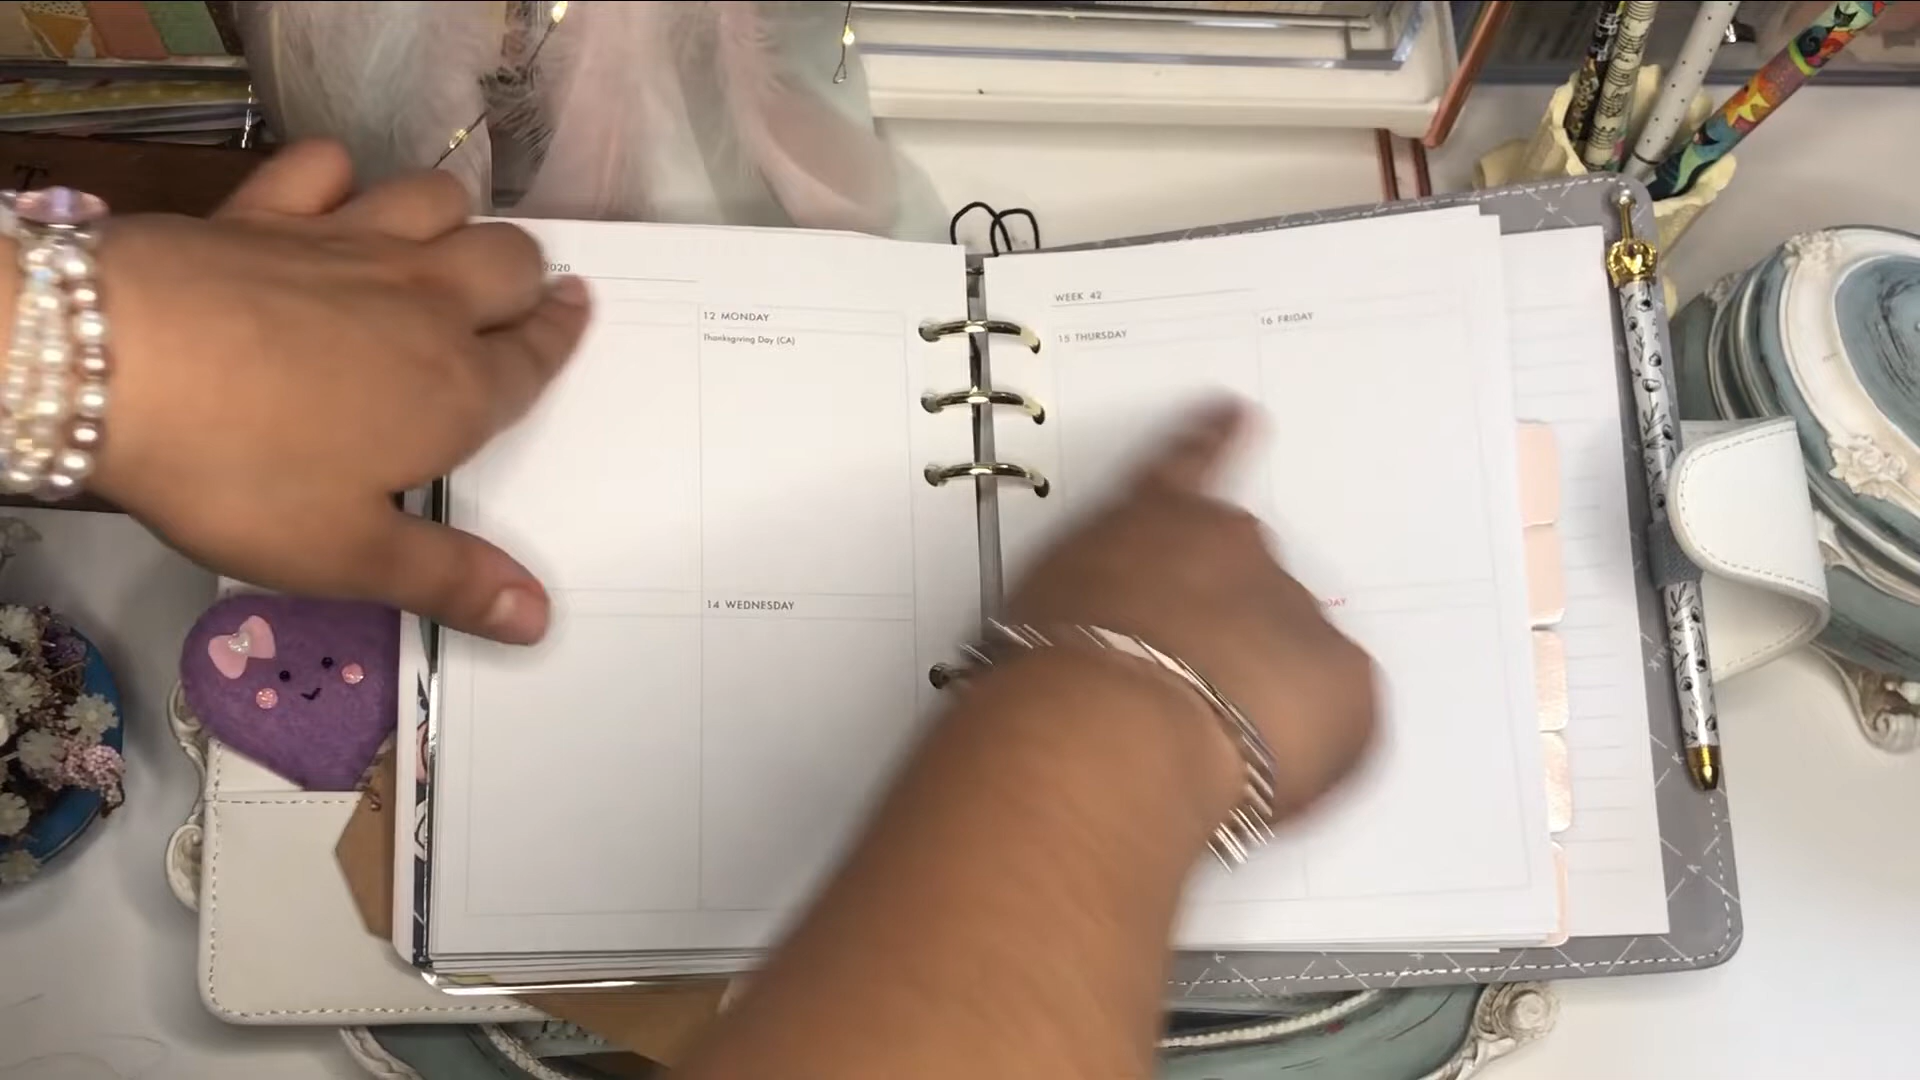 2020
12 MONDAY
Thanksgiving Day (CA)
14 WEDNESDAY
WEEK 42
15 THURSDAY
16 FRIDAY
T